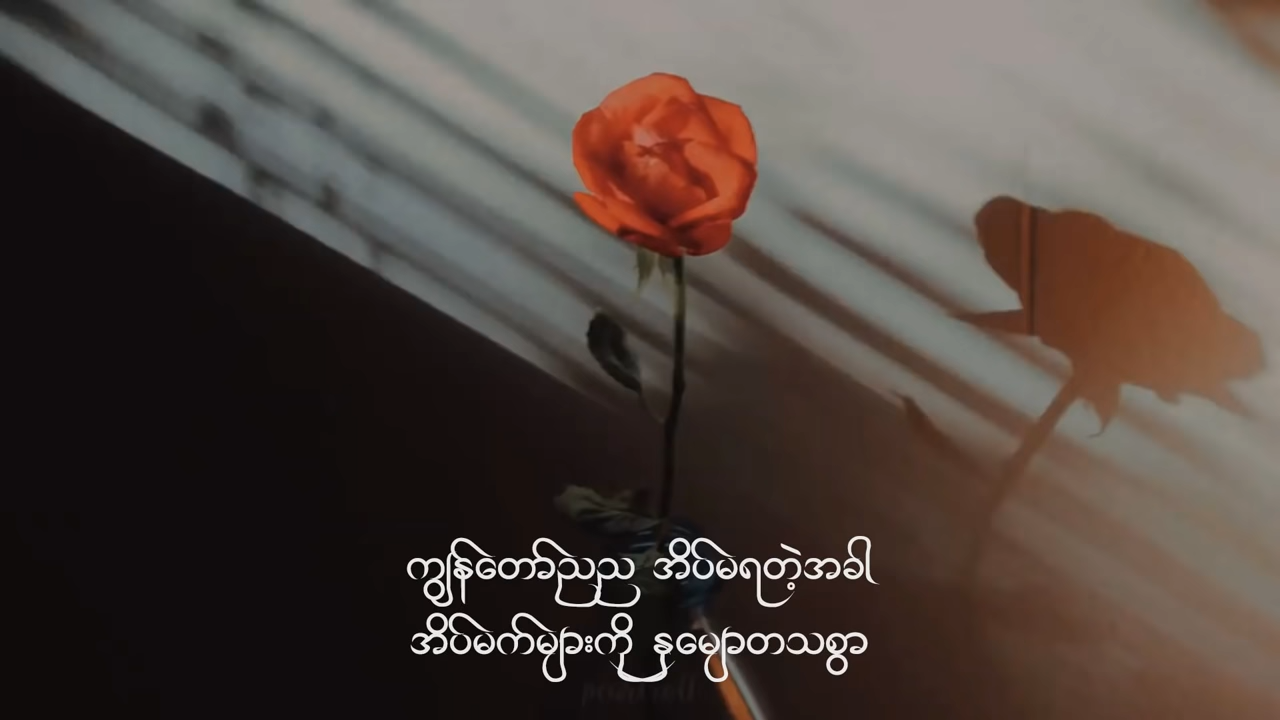 ကျွန်တော်ညည အိပ်မဲရတဲ့အခါ
အိပ်မဲက်မဲျားကို နှမျောတသစွာ